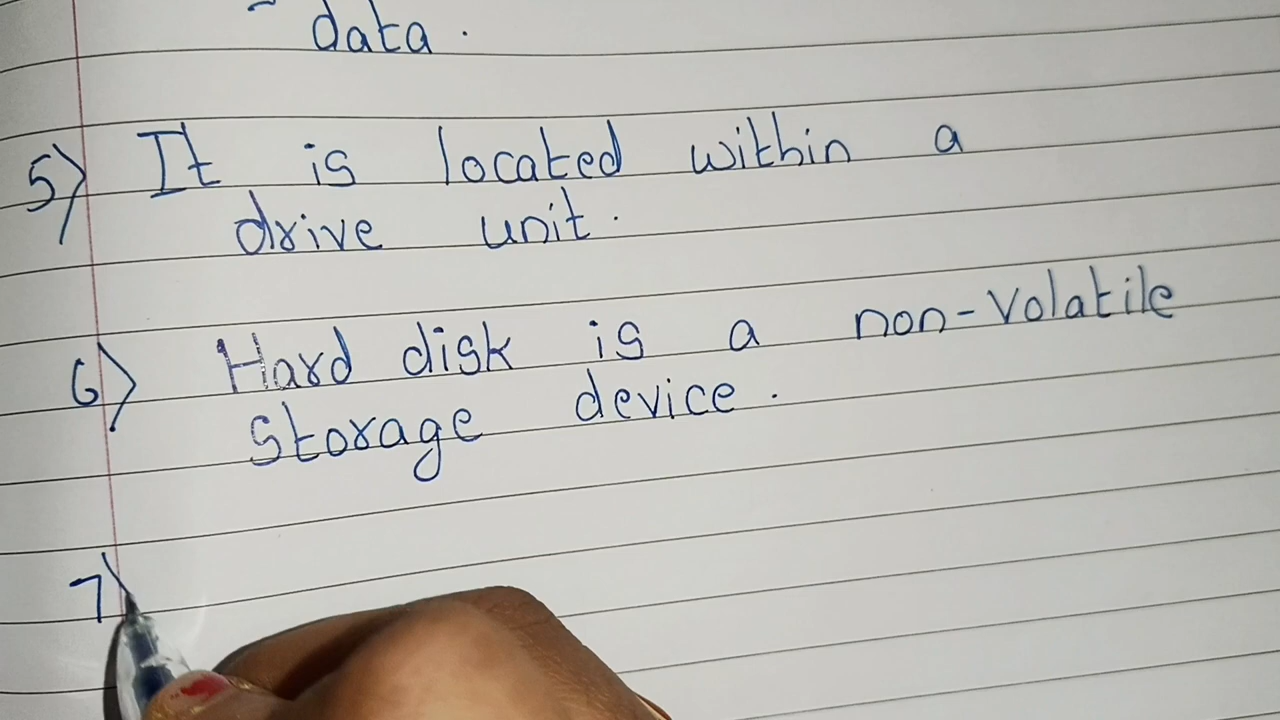 data.
5) It is located within a
drive unit.
6) Hard disk is a non-volatile
storage device.
7)